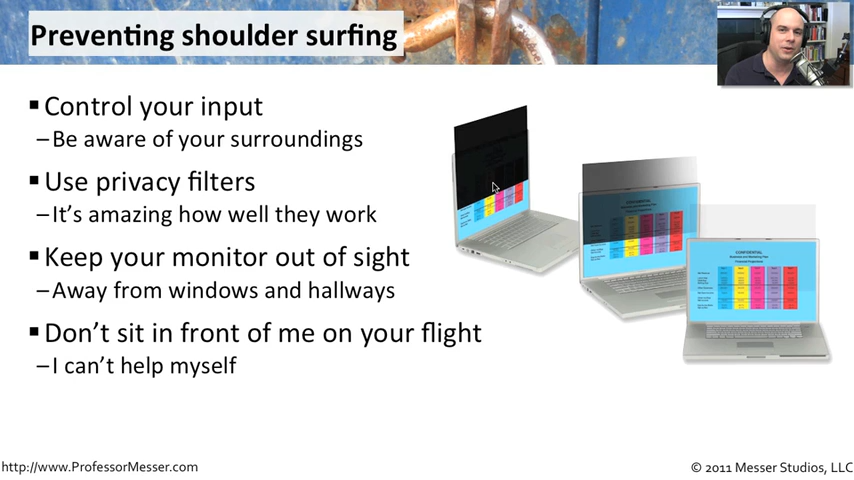 Preventing shoulder surfing
▪ Control your input
– Be aware of your surroundings
▪ Use privacy filters
– It's amazing how well they work
▪ Keep your monitor out of sight
– Away from windows and hallways
▪ Don't sit in front of me on your flight
– I can't help myself
CONFIDENTIAL
http://www.ProfessorMesser.com
© 2011 Messer Studios, LLC